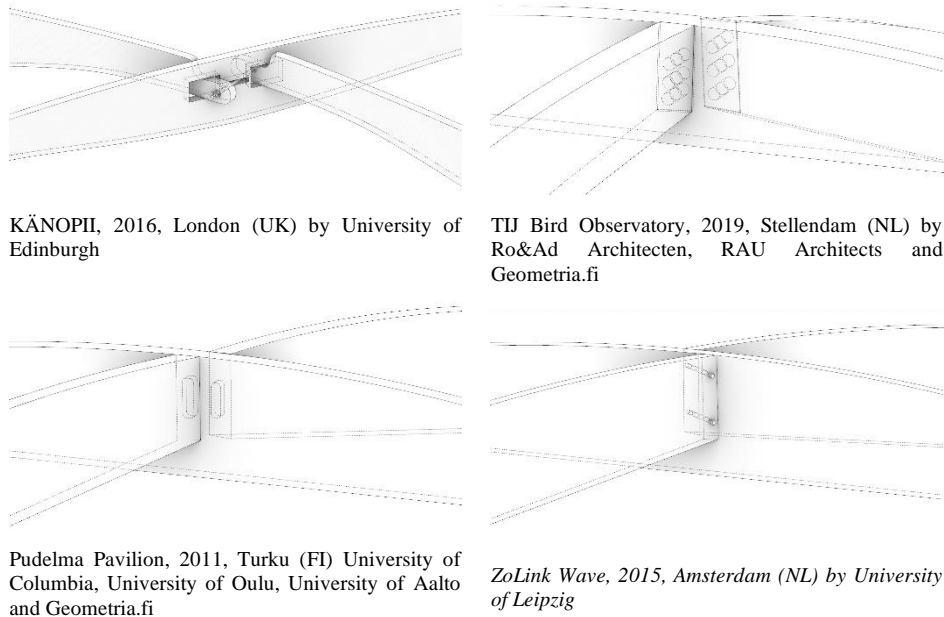 KÄNOPII, 2016, London (UK) by University of
Edinburgh
TIJ Bird Observatory, 2019, Stellendam (NL) by
Ro&Ad Architecten, RAU Architects and
Geometria.fi
Pudelma Pavilion, 2011, Turku (FI) University of
Columbia, University of Oulu, University of Aalto
and Geometria.fi
ZoLink Wave, 2015, Amsterdam (NL) by University
of Leipzig